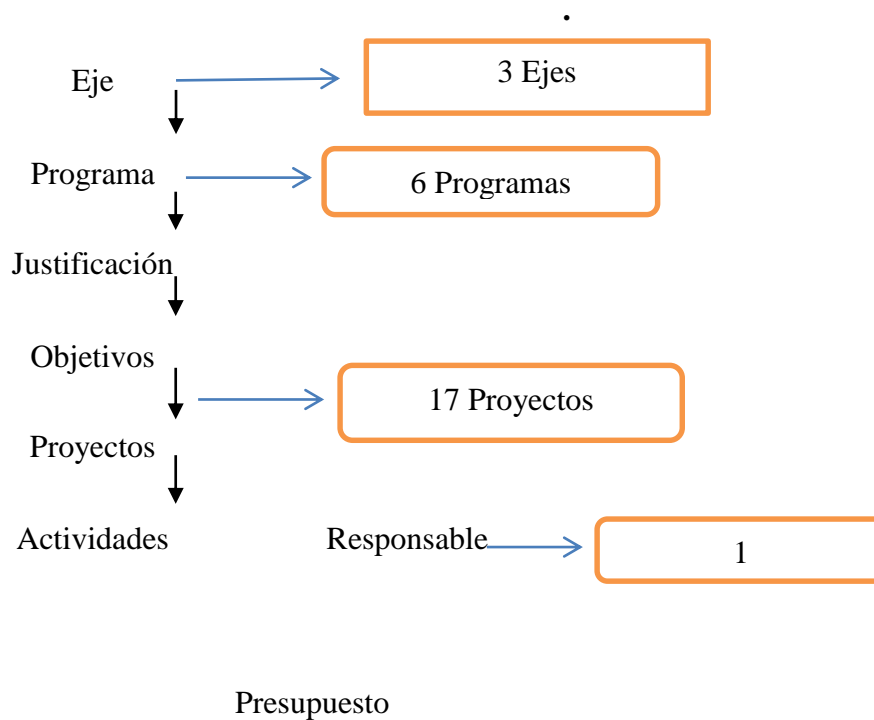 .
Eje
3 Ejes
Programa
6 Programas
Justificación
Objetivos
17 Proyectos
Proyectos
Actividades
Responsable
1
Presupuesto